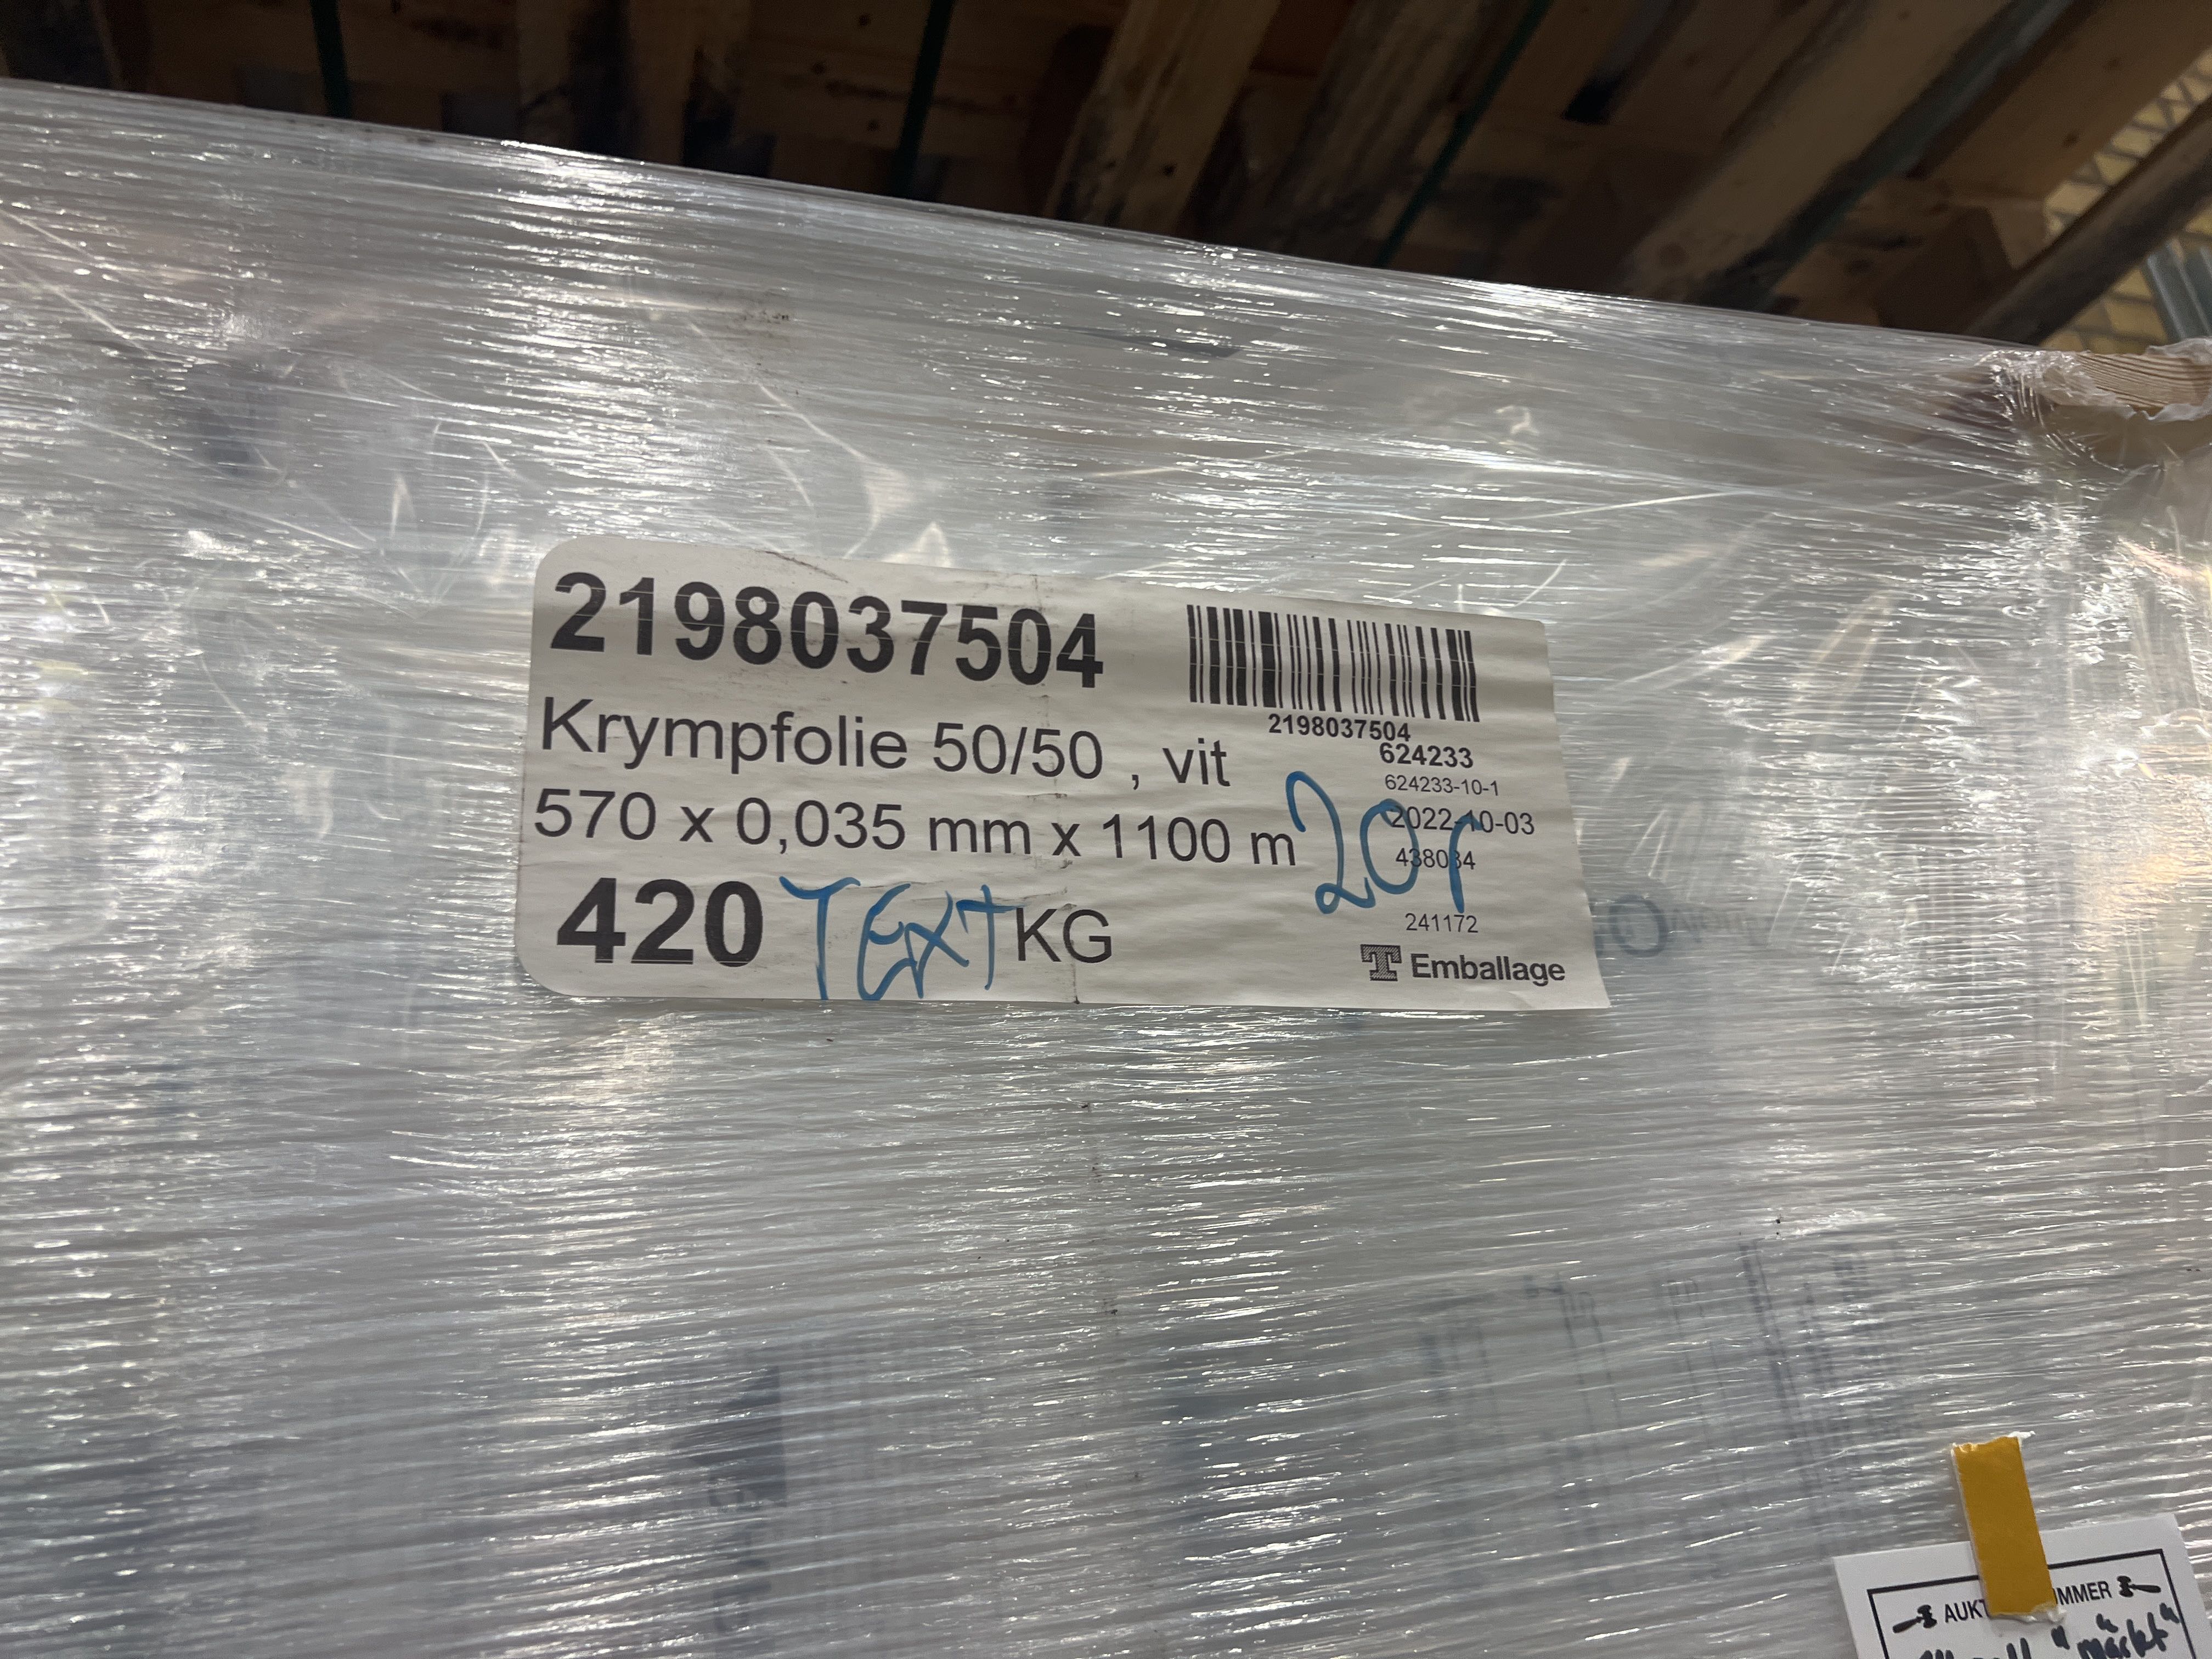 2198037504
Krympfolie 50/50 , vit
570 x 0,035 mm x 1100 m
420 TEXT KG
2198037504
624233
624233-10-1
2022-10-03
20r
241172
T Emballage
"märkt"